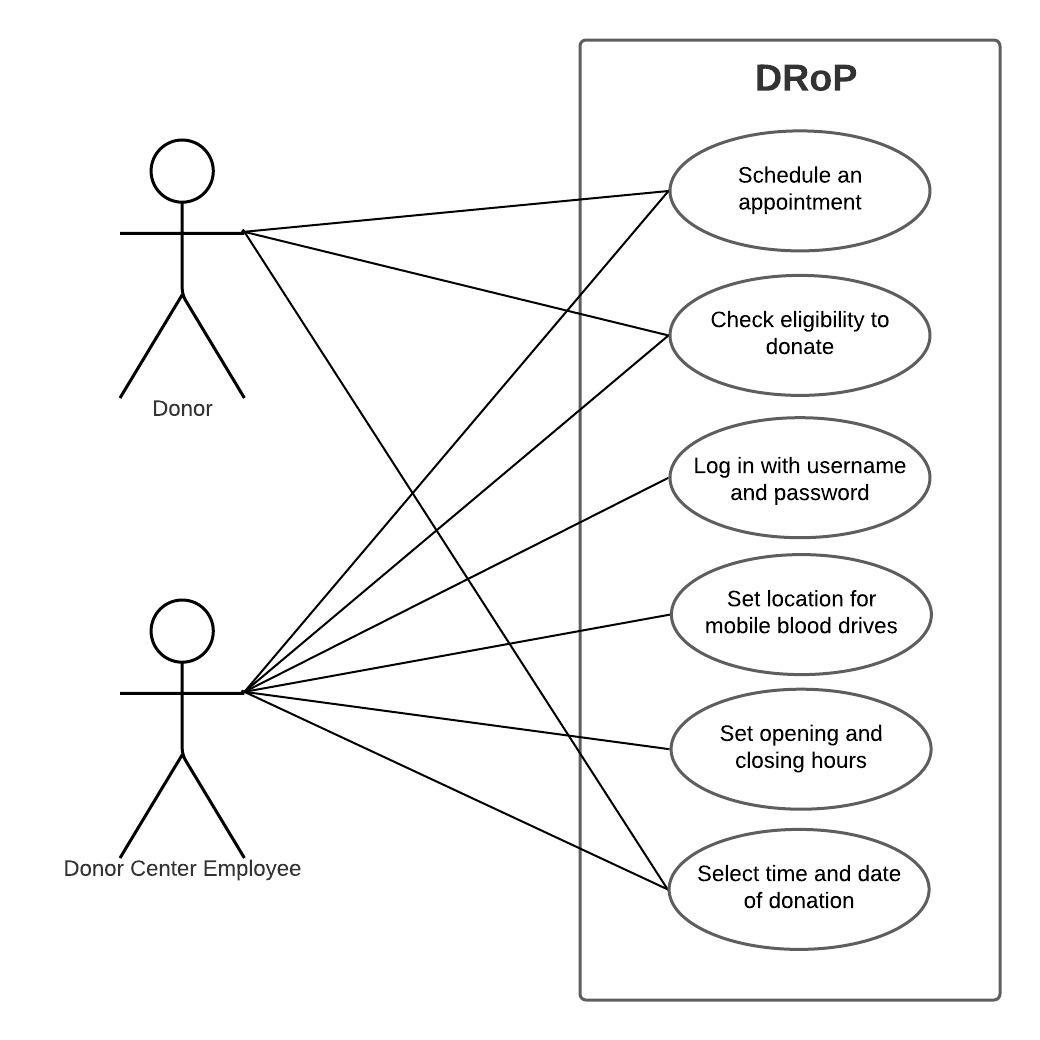 DRoP
Schedule an
appointment
Check eligibility to
donate
Donor
Log in with username
and password
Set location for
mobile blood drives
Set opening and
closing hours
Donor Center Employee
Select time and date
of donation